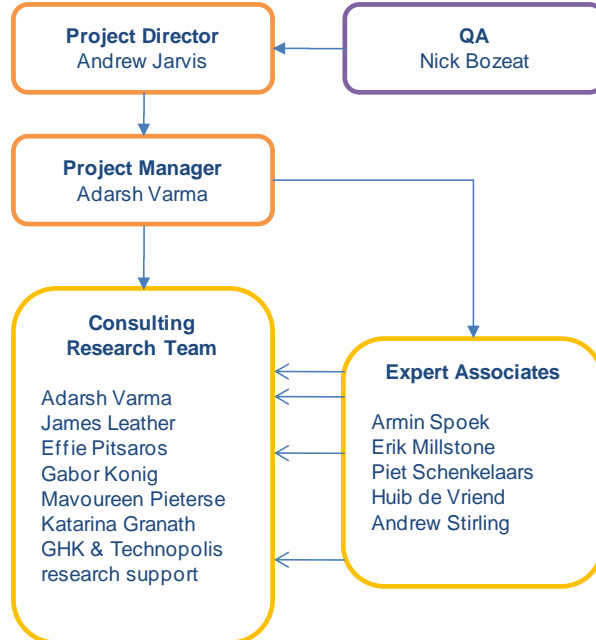 Project Director
Andrew Jarvis
QA
Nick Bozeat
Project Manager
Adarsh Varma
Consulting
Research Team
Adarsh Varma
James Leather
Effie Pitsaros
Gabor Konig
Mavoureen Pieterse
Katarina Granath
GHK & Technopolis
research support
Expert Associates
Armin Spoek
Erik Millstone
Piet Schenkelaars
Huib de Vriend
Andrew Stirling